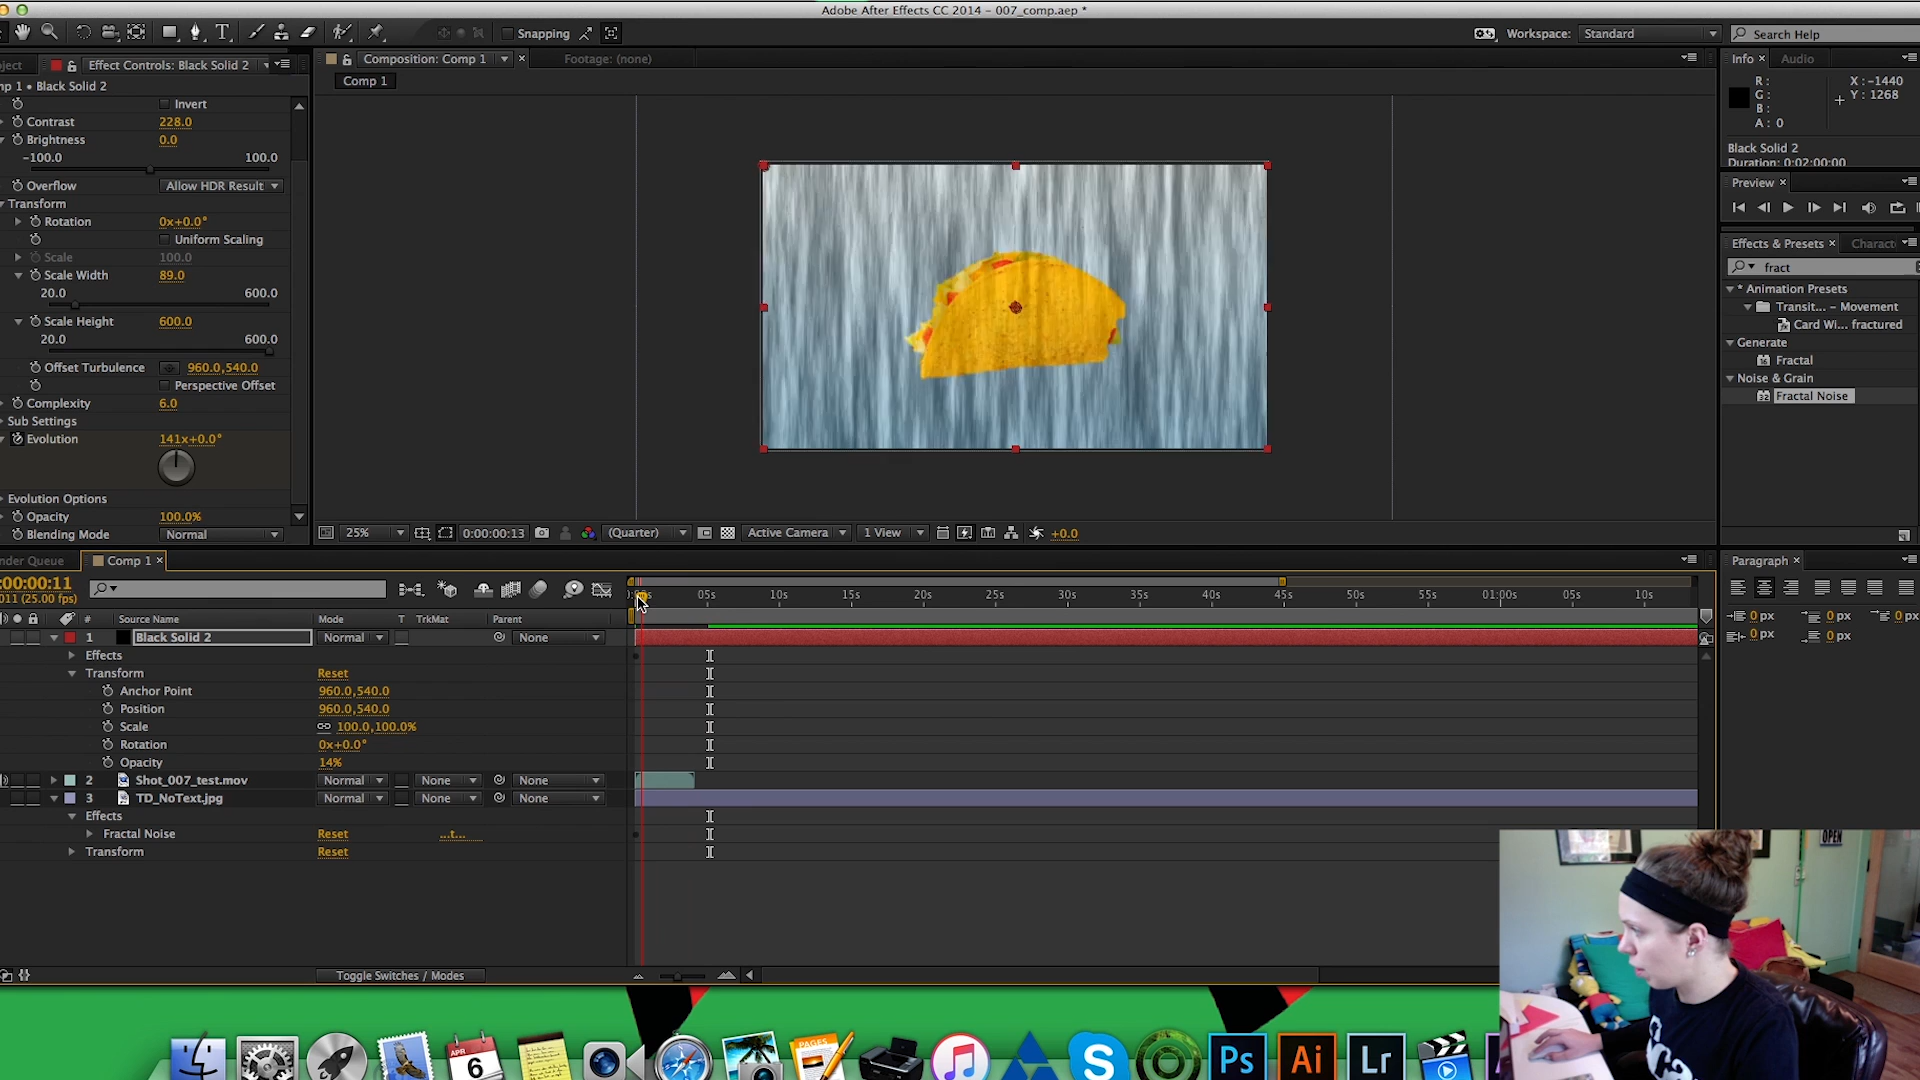 Adobe After Effects CC 2014 – 007_comp.aep *
Snapping
Workspace: Standard
Search Help
ject
Effect Controls: Black Solid 2
Composition: Comp 1
Footage: (none)
Info
Audio
mp 1 • Black Solid 2
Comp 1
R :
G :
B :
A : 0
X : -1440
Y : 1268
Black Solid 2
Duration: 0:02:00:00
Invert
Contrast 228.0
Brightness 0.0
-100.0 100.0
Overflow Allow HDR Result
Transform
Rotation 0x+0.0°
Uniform Scaling
Scale 100.0
Scale Width 89.0
20.0 600.0
Scale Height 600.0
20.0 600.0
Offset Turbulence 960.0,540.0
Perspective Offset
Complexity 6.0
Sub Settings
Evolution 141x+0.0°
Evolution Options
Opacity 100.0%
Blending Mode Normal
Preview
Effects & Presets
Charact
fract
* Animation Presets
Transit... – Movement
Card Wi... fractured
Generate
Fractal
Noise & Grain
Fractal Noise
25%
0:00:00:13
(Quarter)
Active Camera
1 View
+0.0
nder Queue
Comp 1
Paragraph
:00:00:11
011 (25.00 fps)
05s 10s 15s 20s 25s 30s 35s 40s 45s 50s 55s 01:00s 05s 10s
0 px 0 px 0 px
0 px 0 px
# Source Name Mode T TrkMat Parent
1 Black Solid 2 Normal None
Effects
Transform Reset
Anchor Point 960.0,540.0
Position 960.0,540.0
Scale 100.0,100.0%
Rotation 0x+0.0°
Opacity 14%
2 Shot_007_test.mov Normal None None
3 TD_NoText.jpg Normal None None
Effects
Fractal Noise Reset ...t...
Transform Reset
Toggle Switches / Modes
OPEN
APR
6
PAGES
Ps
Ai
Lr